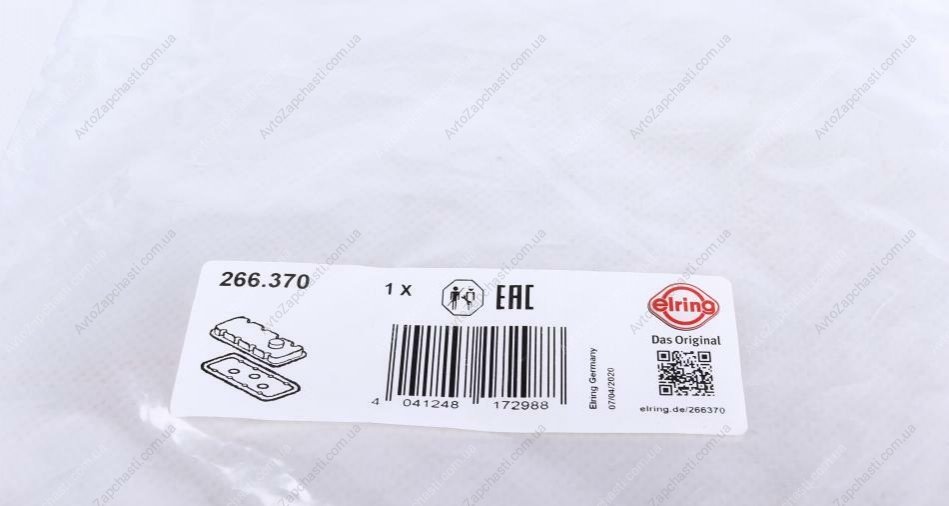 266.370
1 X
EAC
elring
Das Original
4 041248 172988
Elring Germany
07/04/2020
elring.de/266370
AvtoZapchasti.com.ua